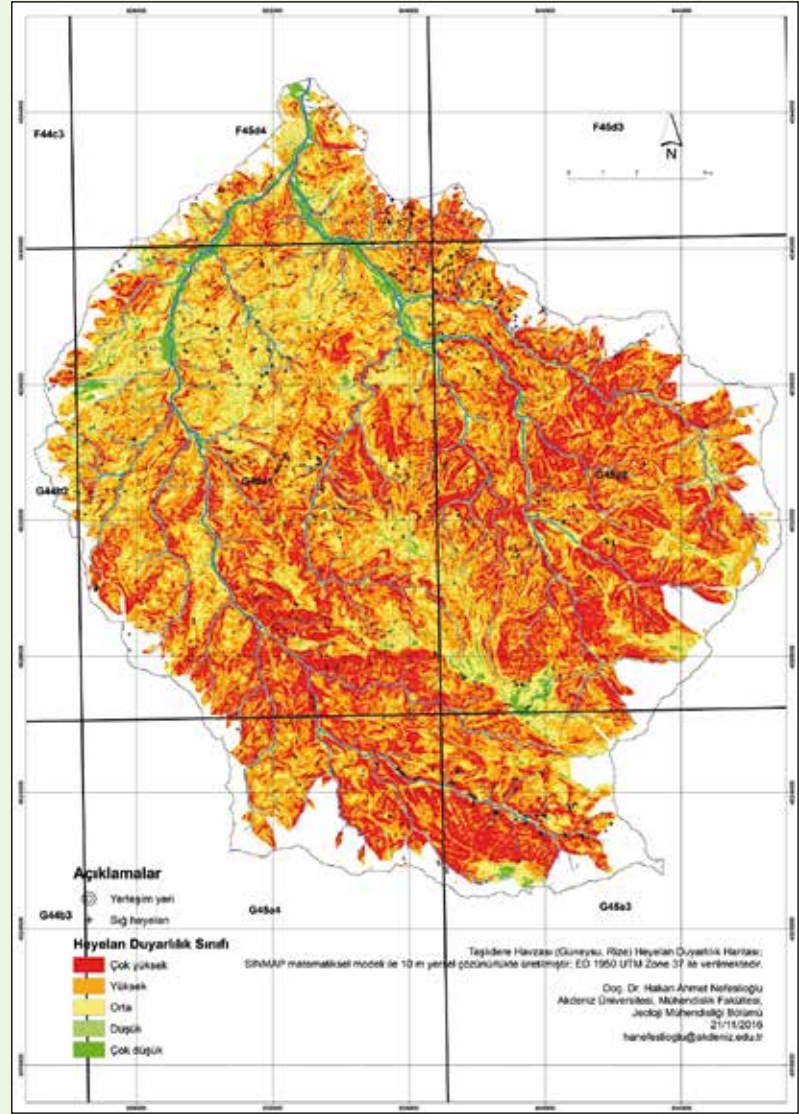 F44c3
F45d4
F45d3
N
G44b2
G45a1
G45a2
G44b3
G45a4
G45a3
Açıklamalar
Yerleşim yeri
Sığ heyelan
Heyelan Duyarlılık Sınıfı
Çok yüksek
Yüksek
Orta
Düşük
Çok düşük
Taşlıdere Havzası (Güneysu, Rize) Heyelan Duyarlılık Haritası;
SINMAP matematiksel modeli ile 10 m yersel çözünürlükte üretilmiştir; ED 1950 UTM Zone 37 ile verilmektedir.
Doç. Dr. Hakan Ahmet Nefeslioğlu
Akdeniz Üniversitesi, Mühendislik Fakültesi,
Jeoloji Mühendisliği Bölümü
21/11/2016
hanefeslioglu@akdeniz.edu.tr